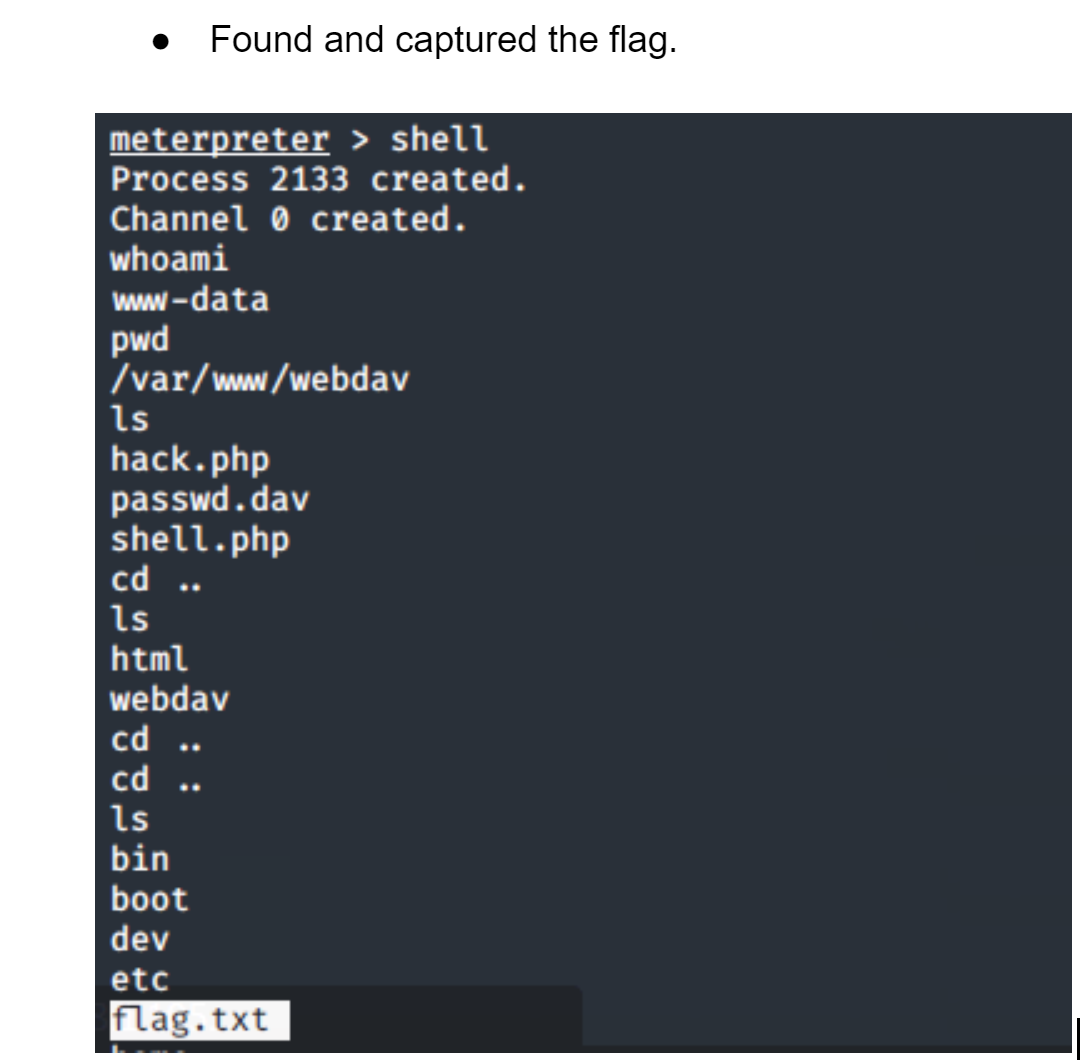 ● Found and captured the flag.
meterpreter > shell
Process 2133 created.
Channel 0 created.
whoami
www-data
pwd
/var/www/webdav
ls
hack.php
passwd.dav
shell.php
cd ..
ls
html
webdav
cd ..
cd ..
ls
bin
boot
dev
etc
flag.txt